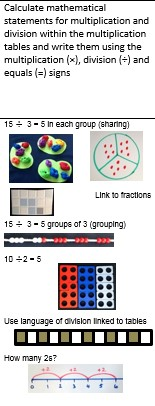 Calculate mathematical
statements for multiplication and
division within the multiplication
tables and write them using the
multiplication (×), division (÷) and
equals (=) signs
15 ÷ 3 = 5 in each group (sharing)
Link to fractions
15 ÷ 3 = 5 groups of 3 (grouping)
10 ÷2 = 5
Use language of division linked to tables
How many 2s?
+2 +2 +2
0 1 2 3 4 5 6